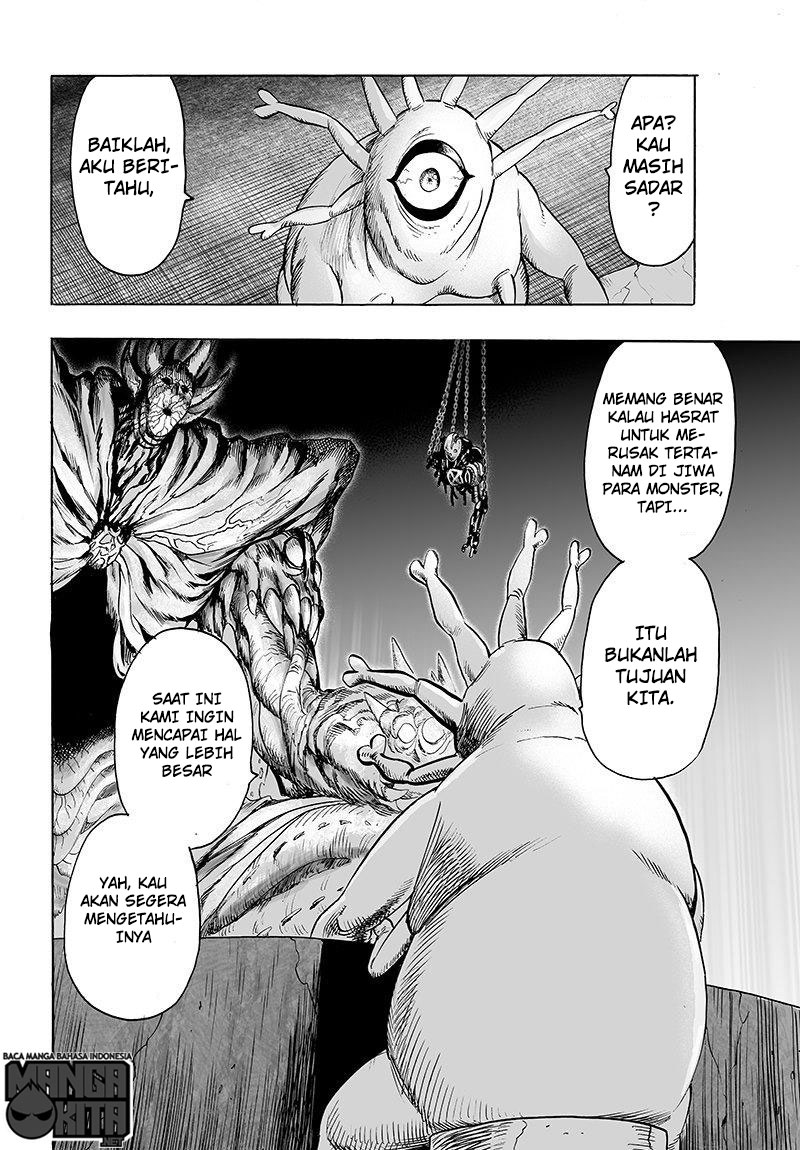 APA?
KAU
MASIH
SADAR
?
BAIKLAH,
AKU BERI-
TAHU,
MEMANG BENAR
KALAU HASRAT
UNTUK ME-
RUSAK TERTA-
NAM DI JIWA
PARA MONSTER,
TAPI...
ITU
BUKANLAH
TUJUAN
KITA.
SAAT INI
KAMI INGIN
MENCAPAI HAL
YANG LEBIH
BESAR
YAH, KAU
AKAN SEGERA
MENGETAHU-
INYA
BACA MANGA BAHASA INDONESIA
MANGA
KITA
.NET